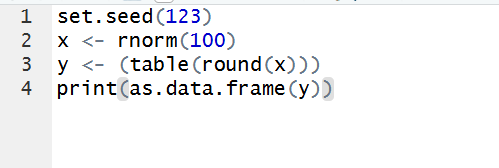 1 set.seed(123)
2 x <- rnorm(100)
3 y <- (table(round(x)))
4 print(as.data.frame(y))